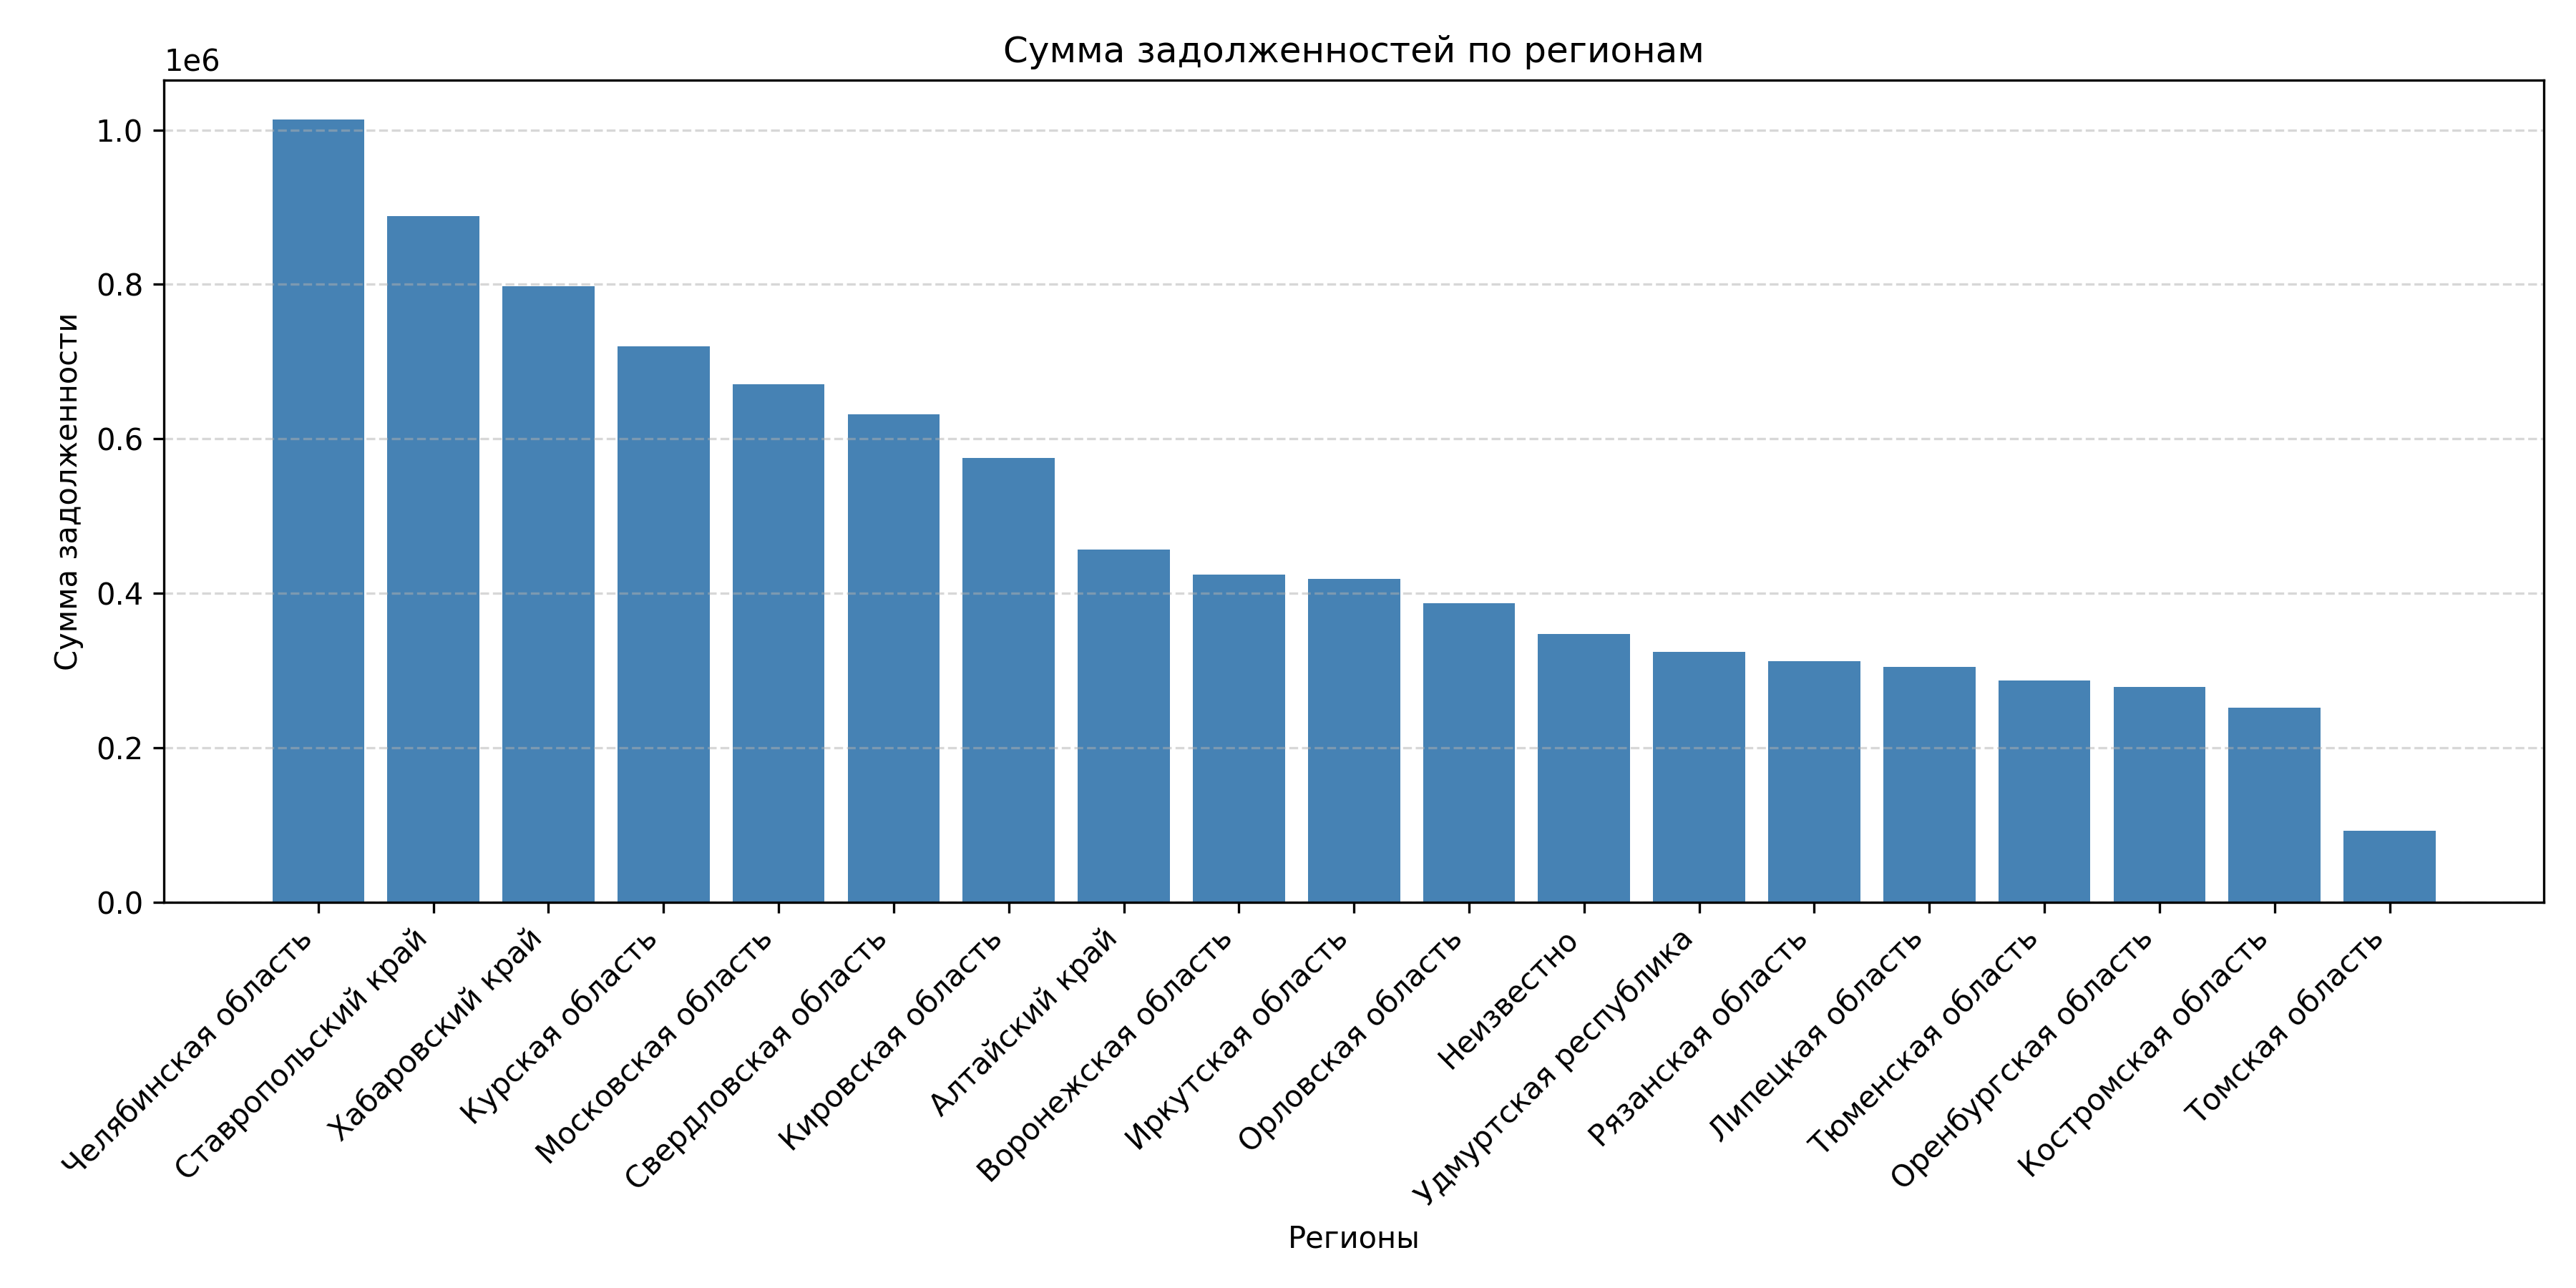 Сумма задолженностей по регионам
1e6
1.0
0.8
0.6
0.4
0.2
0.0
Сумма задолженности
Челябинская область
Ставропольский край
Хабаровский край
Курская область
Московская область
Свердловская область
Кировская область
Алтайский край
Воронежская область
Иркутская область
Орловская область
Неизвестно
Удмуртская республика
Рязанская область
Липецкая область
Тюменская область
Оренбургская область
Костромская область
Томская область
Регионы